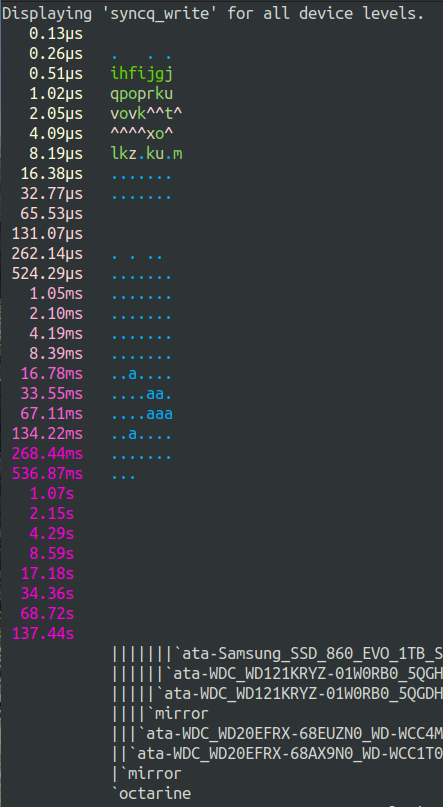 Displaying 'syncq_write' for all device levels.
0.13µs
0.26µs . . .
0.51µs ihfijgj
1.02µs qpoprku
2.05µs vovk^^t^
4.09µs ^^^^xo^
8.19µs lkz.ku.m
16.38µs .......
32.77µs .......
65.53µs
131.07µs
262.14µs . . ..
524.29µs .......
1.05ms .......
2.10ms .......
4.19ms .......
8.39ms .......
16.78ms ..a....
33.55ms ....aa.
67.11ms ....aaa
134.22ms ..a....
268.44ms .......
536.87ms ...
1.07s
2.15s
4.29s
8.59s
17.18s
34.36s
68.72s
137.44s
|||||||`ata-Samsung_SSD_860_EVO_1TB_S
||||||`ata-WDC_WD121KRYZ-01W0RB0_5QGH
|||||`ata-WDC_WD121KRYZ-01W0RB0_5QGDH
||||`mirror
|||`ata-WDC_WD20EFRX-68EUZN0_WD-WCC4M
||`ata-WDC_WD20EFRX-68AX9N0_WD-WCC1T0
|`mirror
`octarine